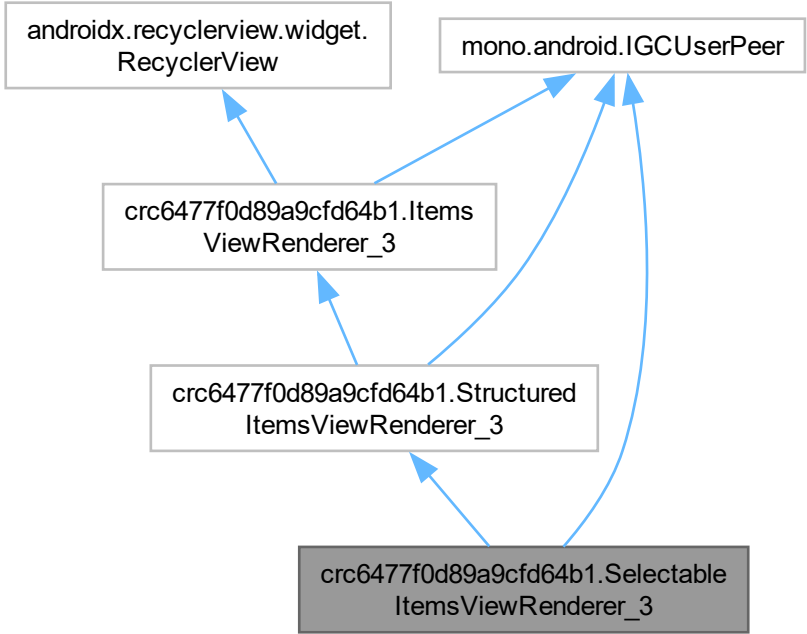 androidx.recyclerview.widget.
RecyclerView
mono.android.IGCUserPeer
crc6477f0d89a9cfd64b1.Items
ViewRenderer_3
crc6477f0d89a9cfd64b1.Structured
ItemsViewRenderer_3
crc6477f0d89a9cfd64b1.Selectable
ItemsViewRenderer_3